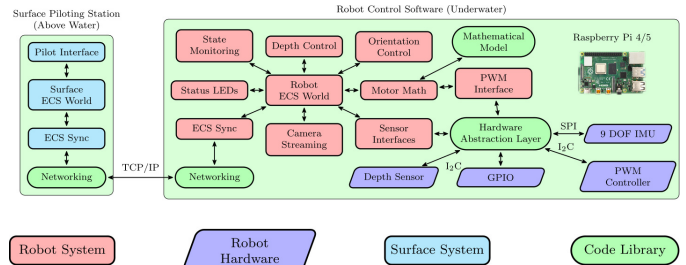 Surface Piloting Station
(Above Water)
Robot Control Software (Underwater)
Pilot Interface
Surface
ECS World
ECS Sync
Networking
TCP/IP
State
Monitoring
Depth Control
Orientation
Control
Mathematical
Model
Raspberry Pi 4/5
Status LEDs
Robot
ECS World
Motor Math
PWM
Interface
ECS Sync
Camera
Streaming
Sensor
Interfaces
Hardware
Abstraction Layer
SPI
9 DOF IMU
I2C
I2C
Networking
Depth Sensor
GPIO
PWM
Controller
Robot System
Robot
Hardware
Surface System
Code Library